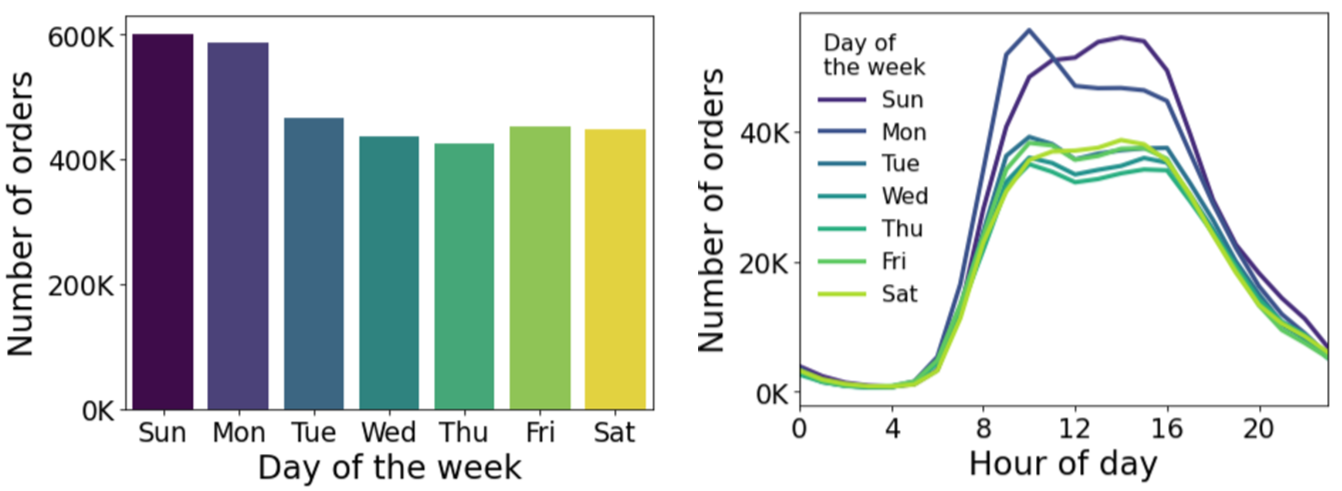 Number of orders
600K
400K
200K
0K
Sun Mon Tue Wed Thu Fri Sat
Day of the week
Number of orders
40K
20K
0K
Day of
the week
Sun
Mon
Tue
Wed
Thu
Fri
Sat
0 4 8 12 16 20
Hour of day